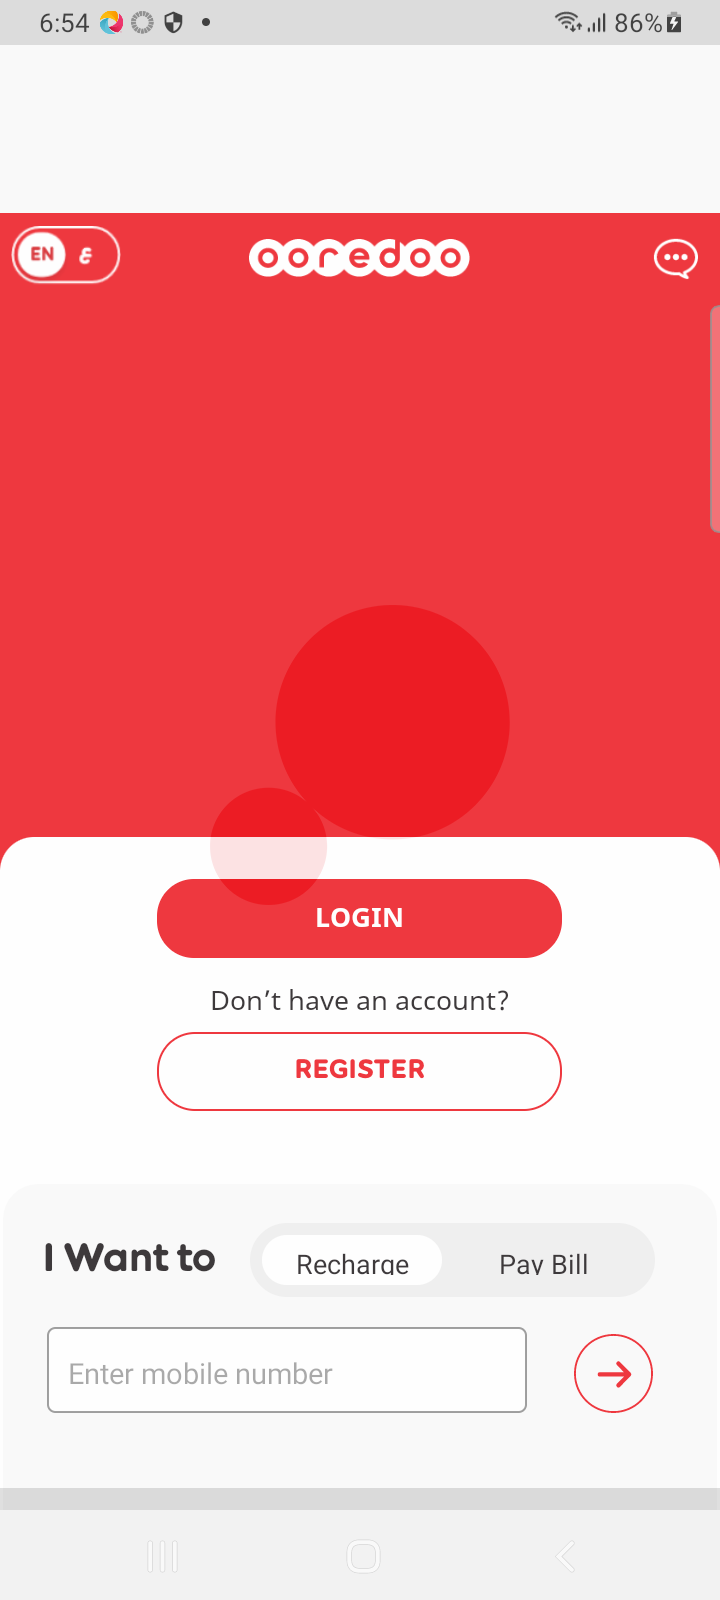 6:54
86%
EN ع
ooredoo
LOGIN
Don't have an account?
REGISTER
I Want to
Recharge
Pay Bill
Enter mobile number